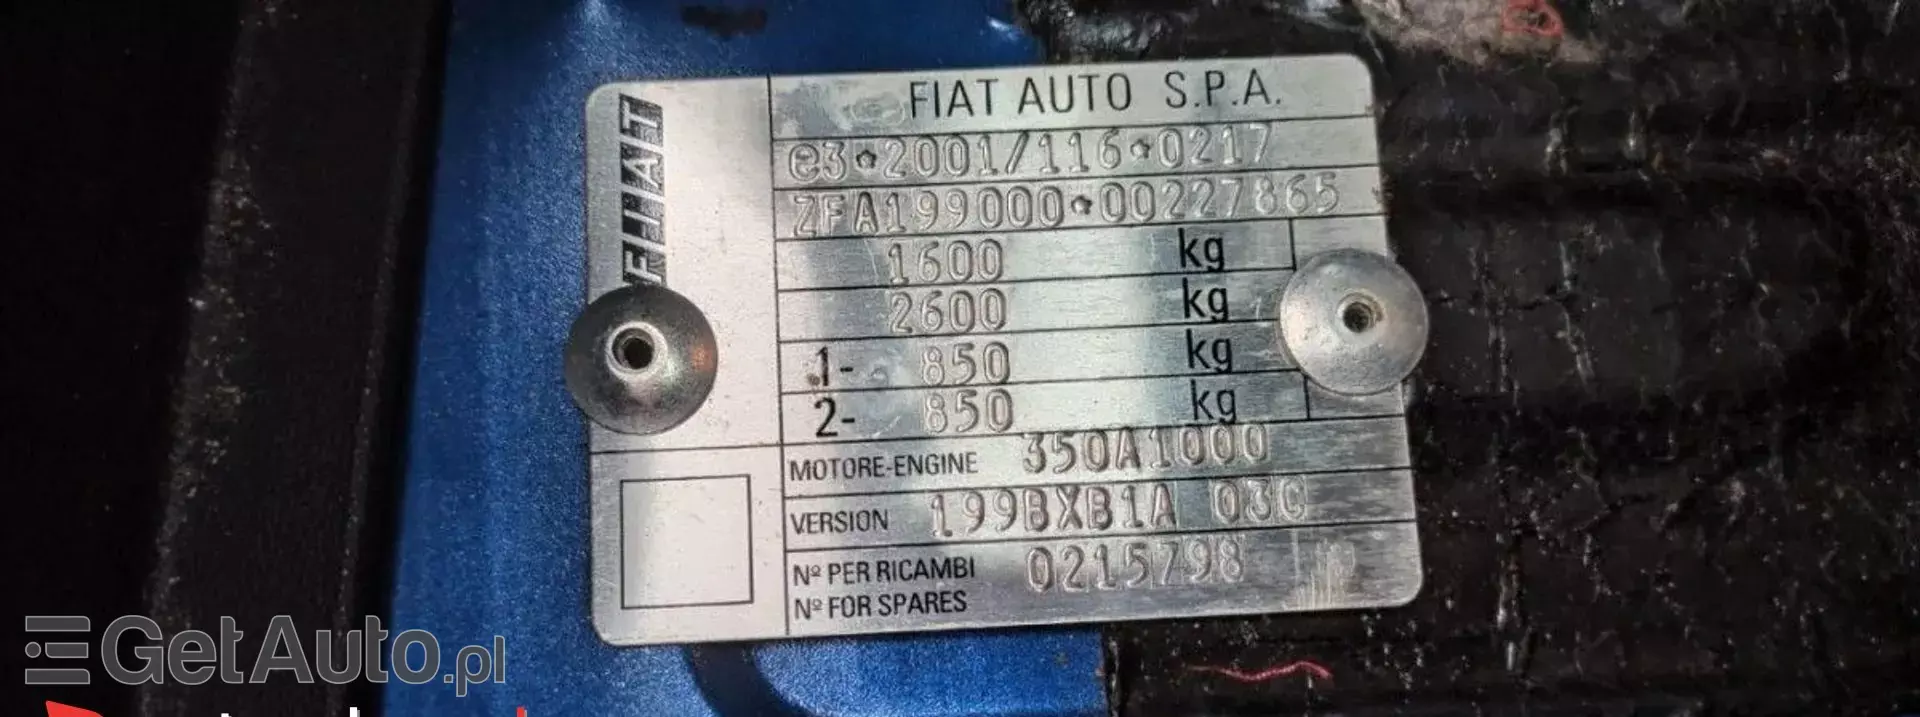 FIAT
FIAT AUTO S.P.A.
e3*2001/116*0217
ZFA199000*00227865
1600 kg
2600 kg
1- 850 kg
2- 850 kg
MOTORE-ENGINE 350A1000
VERSION 199BXB1A 03C
Nº PER RICAMBI 0215798
Nº FOR SPARES
GetAuto.pl